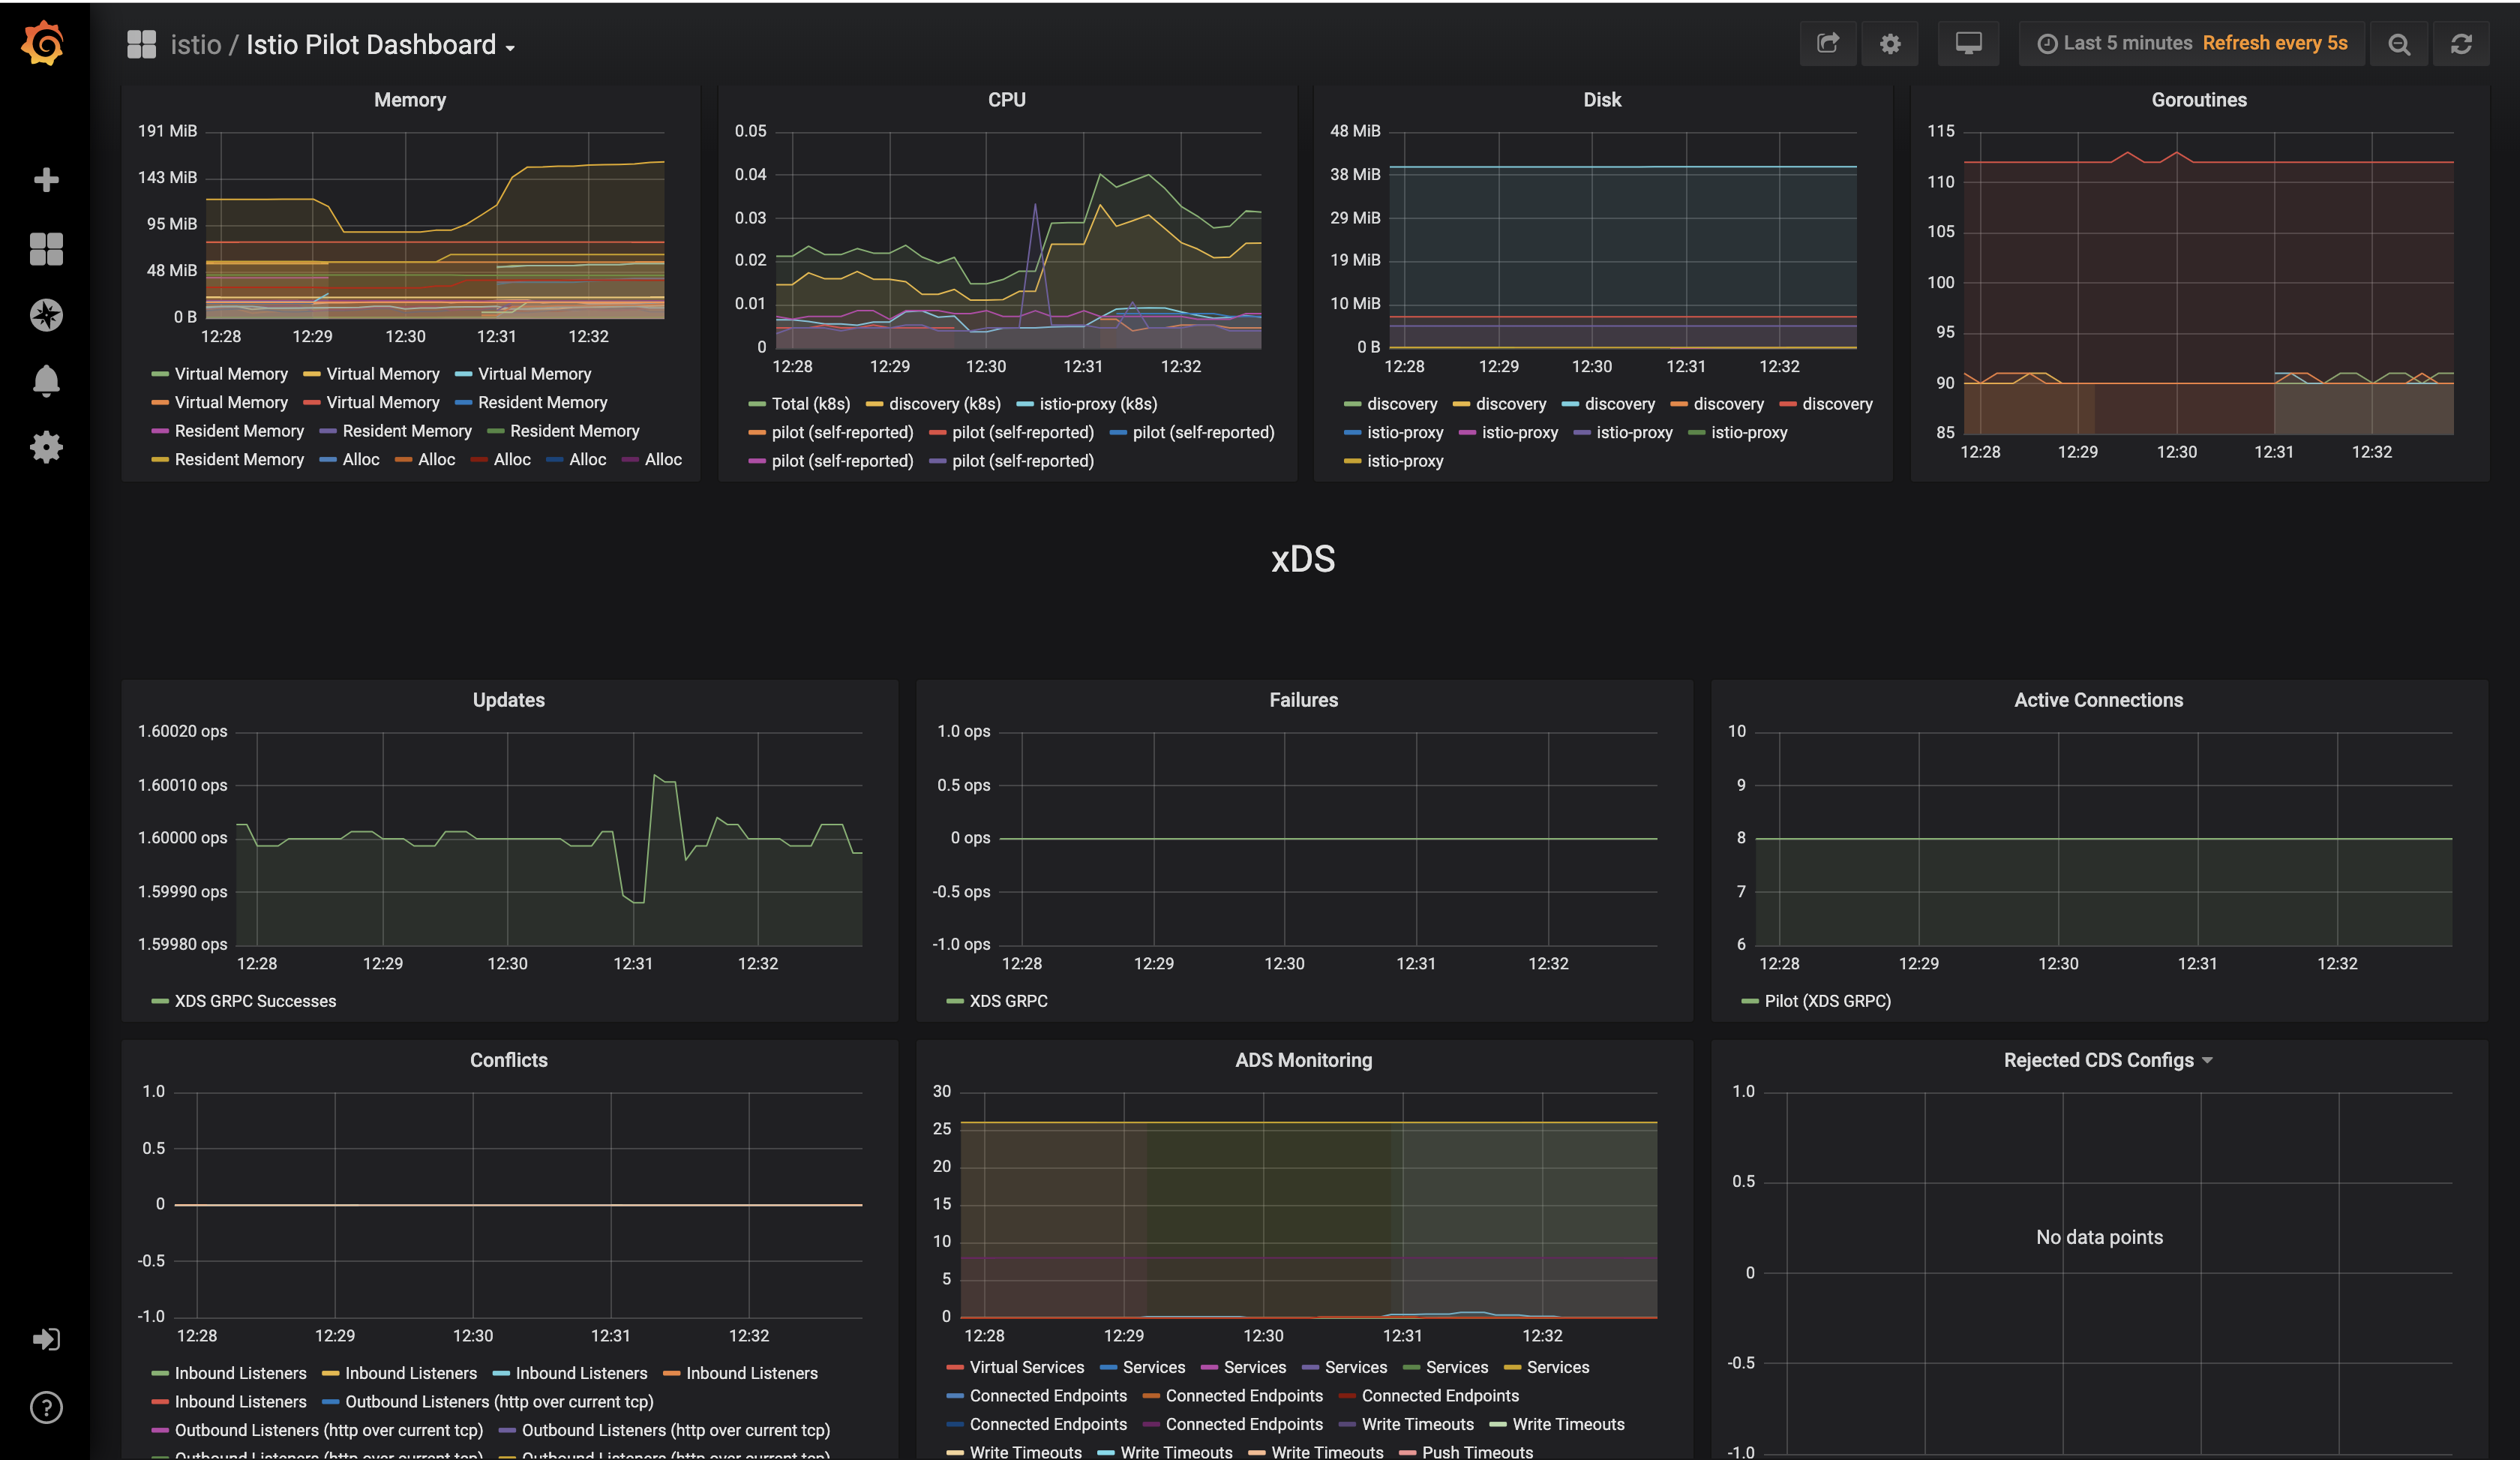 istio / Istio Pilot Dashboard
Last 5 minutes Refresh every 5s
Memory
191 MiB
143 MiB
95 MiB
48 MiB
0 B
12:28 12:29 12:30 12:31 12:32
Virtual Memory Virtual Memory Virtual Memory
Virtual Memory Virtual Memory Resident Memory
Resident Memory Resident Memory Resident Memory
Resident Memory Alloc Alloc Alloc Alloc Alloc
CPU
0.05
0.04
0.03
0.02
0.01
0
12:28 12:29 12:30 12:31 12:32
Total (k8s) discovery (k8s) istio-proxy (k8s)
pilot (self-reported) pilot (self-reported) pilot (self-reported)
pilot (self-reported) pilot (self-reported)
Disk
48 MiB
38 MiB
29 MiB
19 MiB
10 MiB
0 B
12:28 12:29 12:30 12:31 12:32
discovery discovery discovery discovery discovery
istio-proxy istio-proxy istio-proxy istio-proxy
istio-proxy
Goroutines
115
110
105
100
95
90
85
12:28 12:29 12:30 12:31 12:32
xDS
Updates
1.60020 ops
1.60010 ops
1.60000 ops
1.59990 ops
1.59980 ops
12:28 12:29 12:30 12:31 12:32
XDS GRPC Successes
Failures
1.0 ops
0.5 ops
0 ops
-0.5 ops
-1.0 ops
12:28 12:29 12:30 12:31 12:32
XDS GRPC
Active Connections
10
9
8
7
6
12:28 12:29 12:30 12:31 12:32
Pilot (XDS GRPC)
Conflicts
1.0
0.5
0
-0.5
-1.0
12:28 12:29 12:30 12:31 12:32
Inbound Listeners Inbound Listeners Inbound Listeners Inbound Listeners
Inbound Listeners Outbound Listeners (http over current tcp)
Outbound Listeners (http over current tcp) Outbound Listeners (http over current tcp)
Outbound Listeners (http over current tcp) Outbound Listeners (http over current tcp)
ADS Monitoring
30
25
20
15
10
5
0
12:28 12:29 12:30 12:31 12:32
Virtual Services Services Services Services Services Services
Connected Endpoints Connected Endpoints Connected Endpoints
Connected Endpoints Connected Endpoints Write Timeouts Write Timeouts
Write Timeouts Write Timeouts Write Timeouts Push Timeouts
Rejected CDS Configs
1.0
0.5
0
-0.5
-1.0
No data points